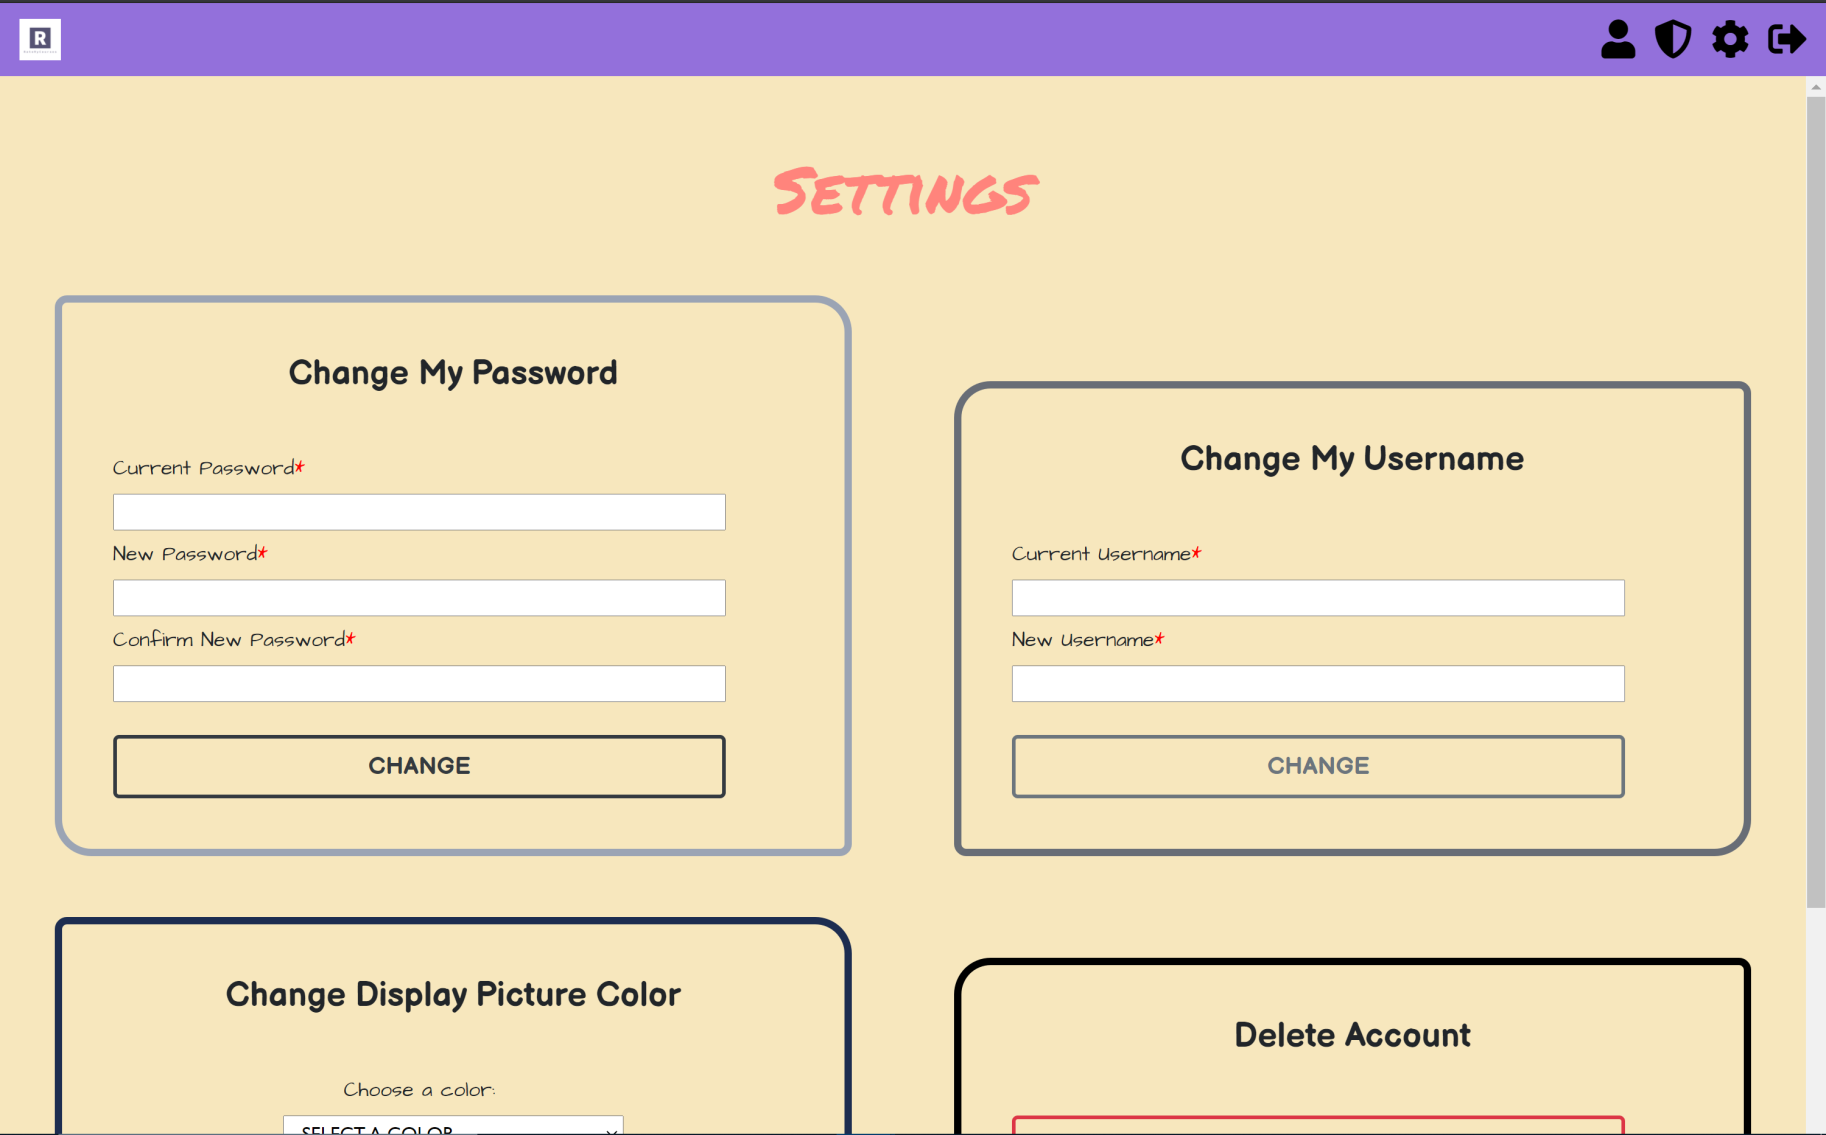 R
Settings
Change My Password
Current Password*
New Password*
Confirm New Password*
CHANGE
Change My Username
Current Username*
New Username*
CHANGE
Change Display Picture Color
Choose a color:
SELECT A COLOR
Delete Account